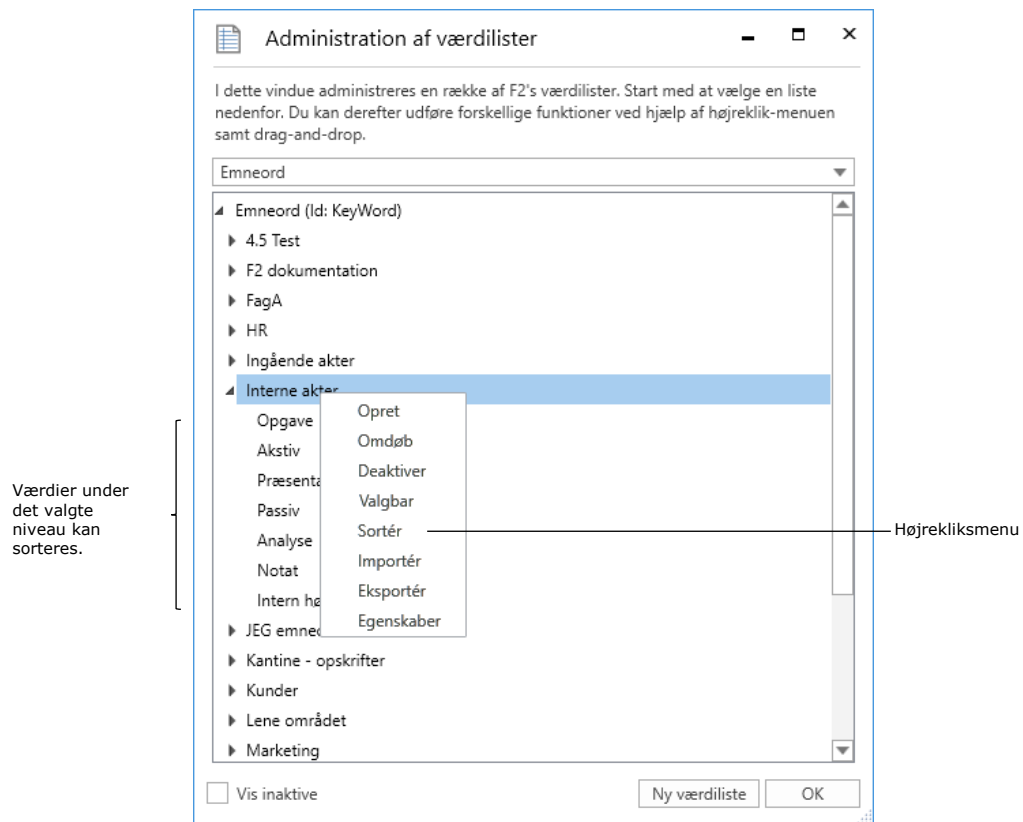 Administration af værdilister
I dette vindue administreres en række af F2's værdilister. Start med at vælge en liste
nedenfor. Du kan derefter udføre forskellige funktioner ved hjælp af højreklik-menuen
samt drag-and-drop.
Emneord
Emneord (Id: KeyWord)
4.5 Test
F2 dokumentation
FagA
HR
Ingående akter
Interne akter
Opgave
Akstiv
Præsenta
Passiv
Analyse
Notat
Intern hø
JEG emneo
Kantine - opskrifter
Kunder
Lene området
Marketing
Opret
Omdøb
Deaktiver
Valgbar
Sortér
Importér
Eksportér
Egenskaber
Værdier under
det valgte
niveau kan
sorteres.
Højrekliksmenu
Vis inaktive
Ny værdiliste
OK